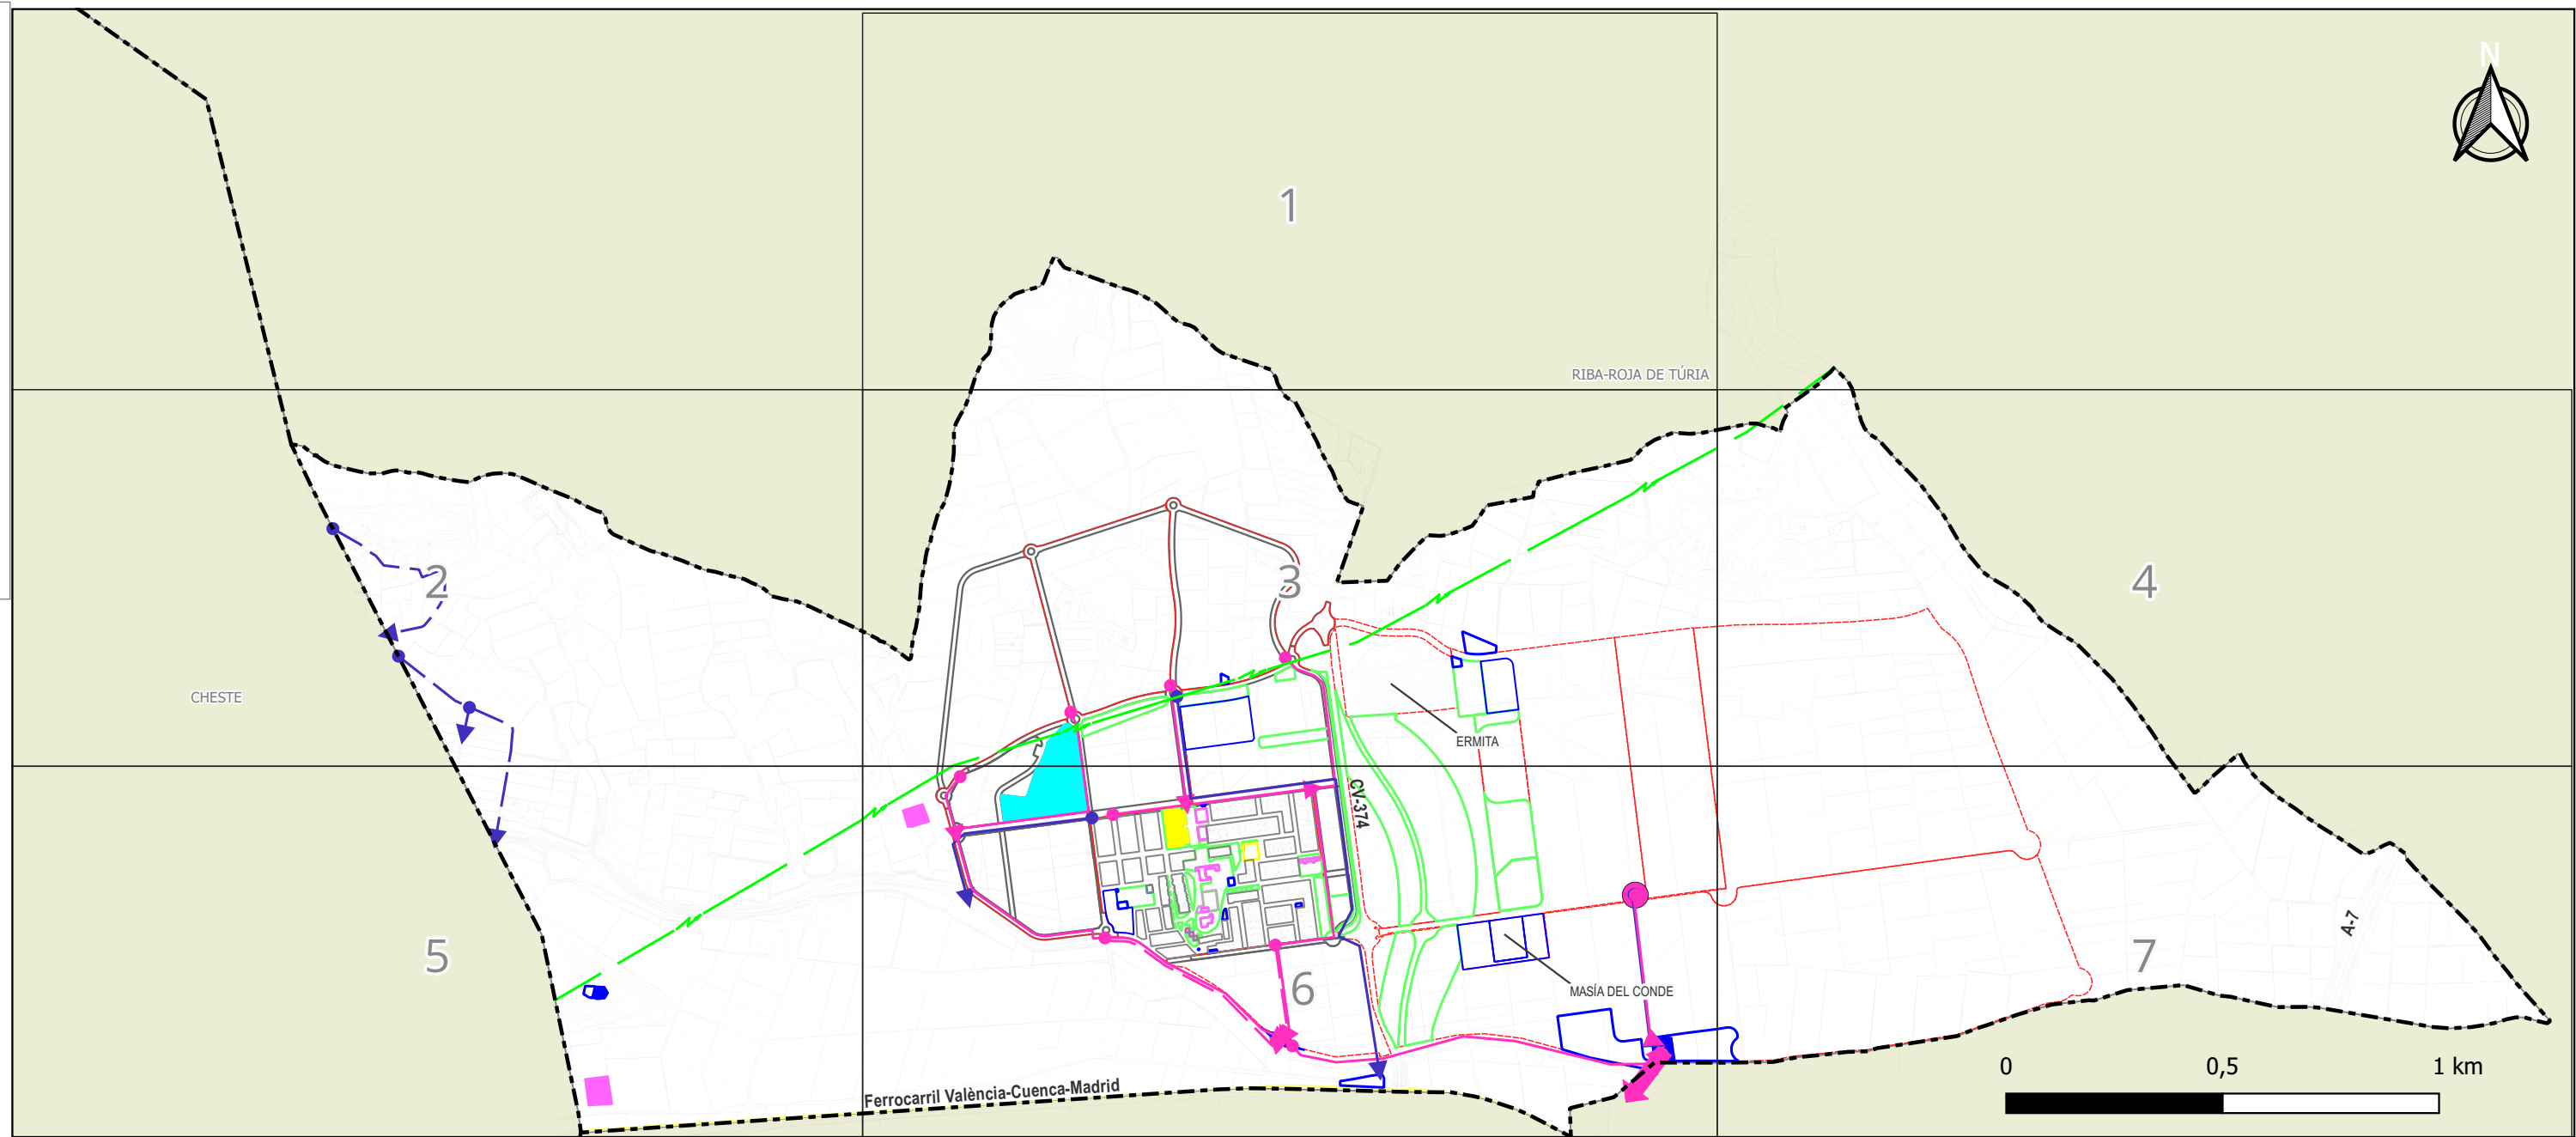 N
1
RIBA-ROJA DE TÚRIA
2
3
4
CHESTE
ERMITA
CV-374
A-7
5
6
7
MASÍA DEL CONDE
Ferrocarril València-Cuenca-Madrid
0 0,5 1 km